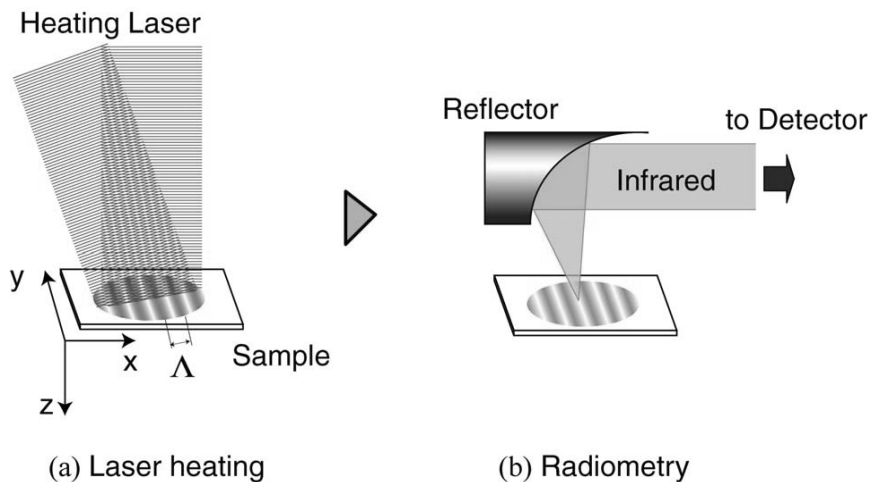 Heating Laser
y
x
z
Λ
Sample
(a) Laser heating
Reflector
to Detector
Infrared
(b) Radiometry